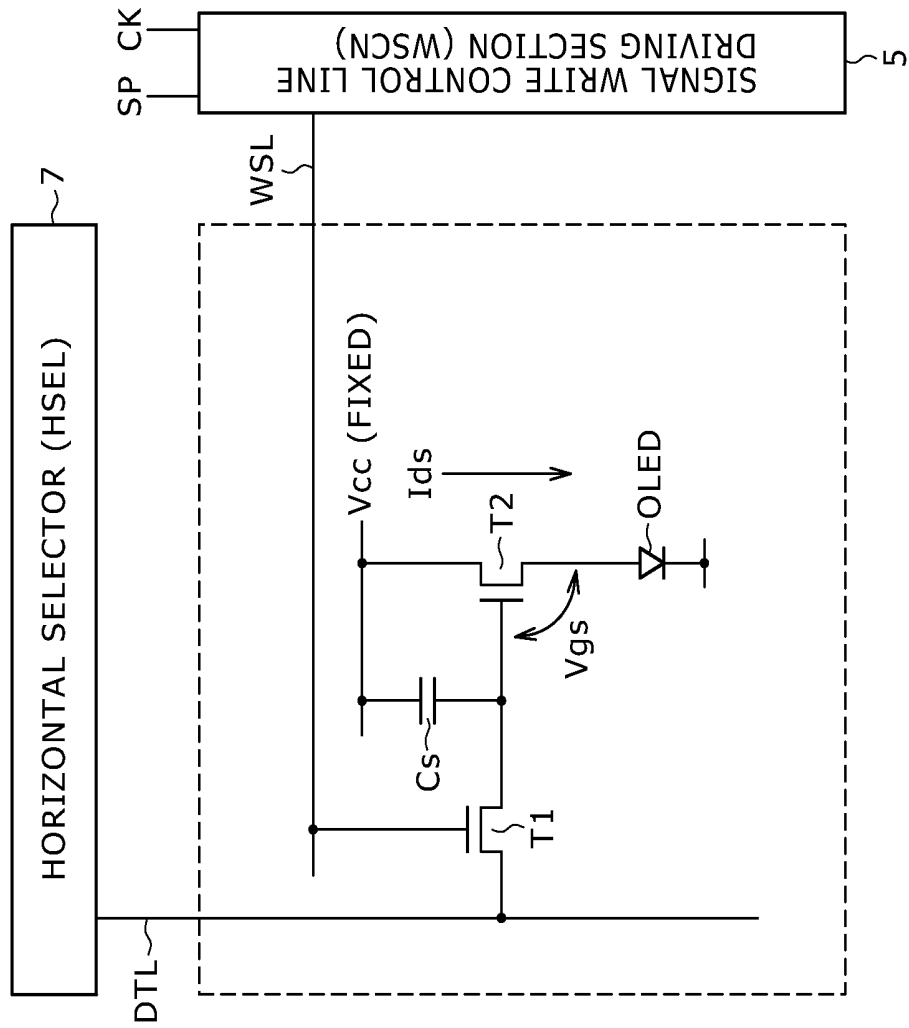 HORIZONTAL SELECTOR (HSEL)
7
DTL
SP
CK
SIGNAL WRITE CONTROL LINE
DRIVING SECTION (WSCN)
5
WSL
Vcc (FIXED)
Ids
Cs
T1
T2
Vgs
OLED